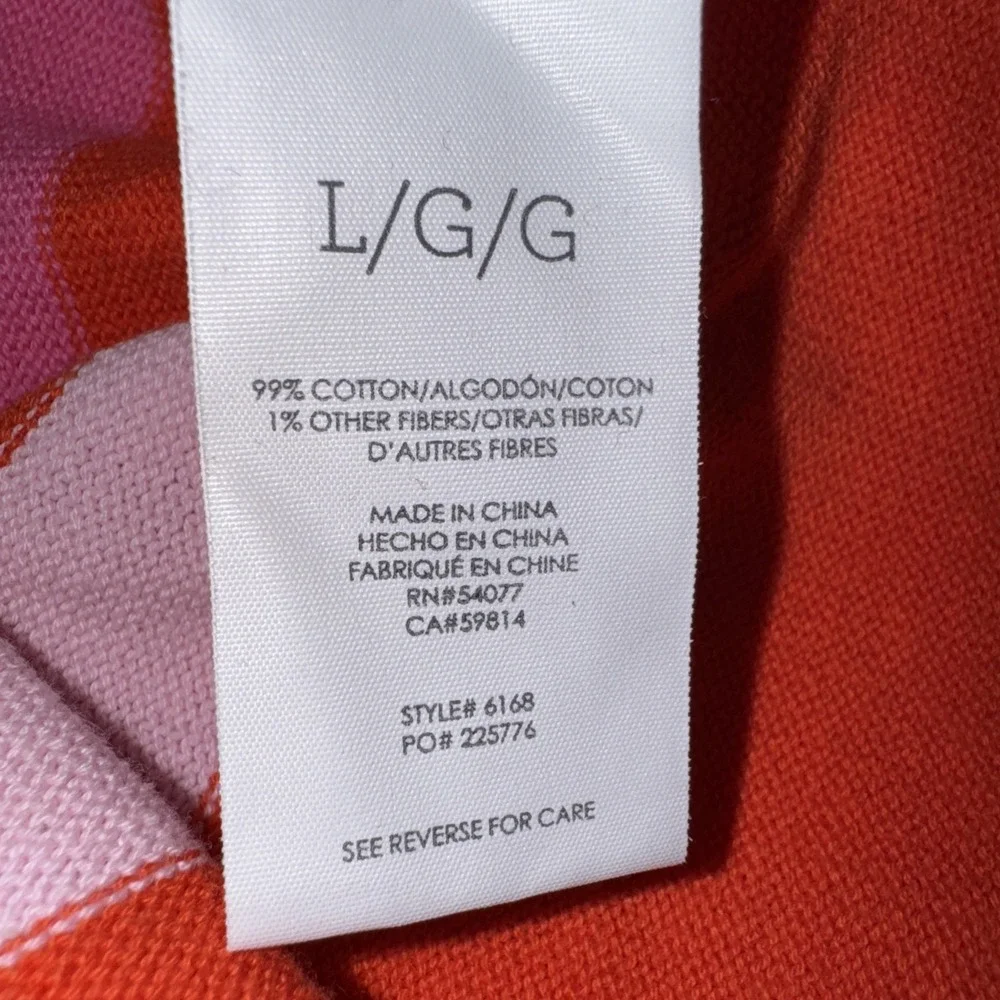 L/G/G
99% COTTON/ALGODÓN/COTON
1% OTHER FIBERS/OTRAS FIBRAS/
D'AUTRES FIBRES
MADE IN CHINA
HECHO EN CHINA
FABRIQUÉ EN CHINE
RN#54077
CA#59814
STYLE# 6168
PO# 225776
SEE REVERSE FOR CARE